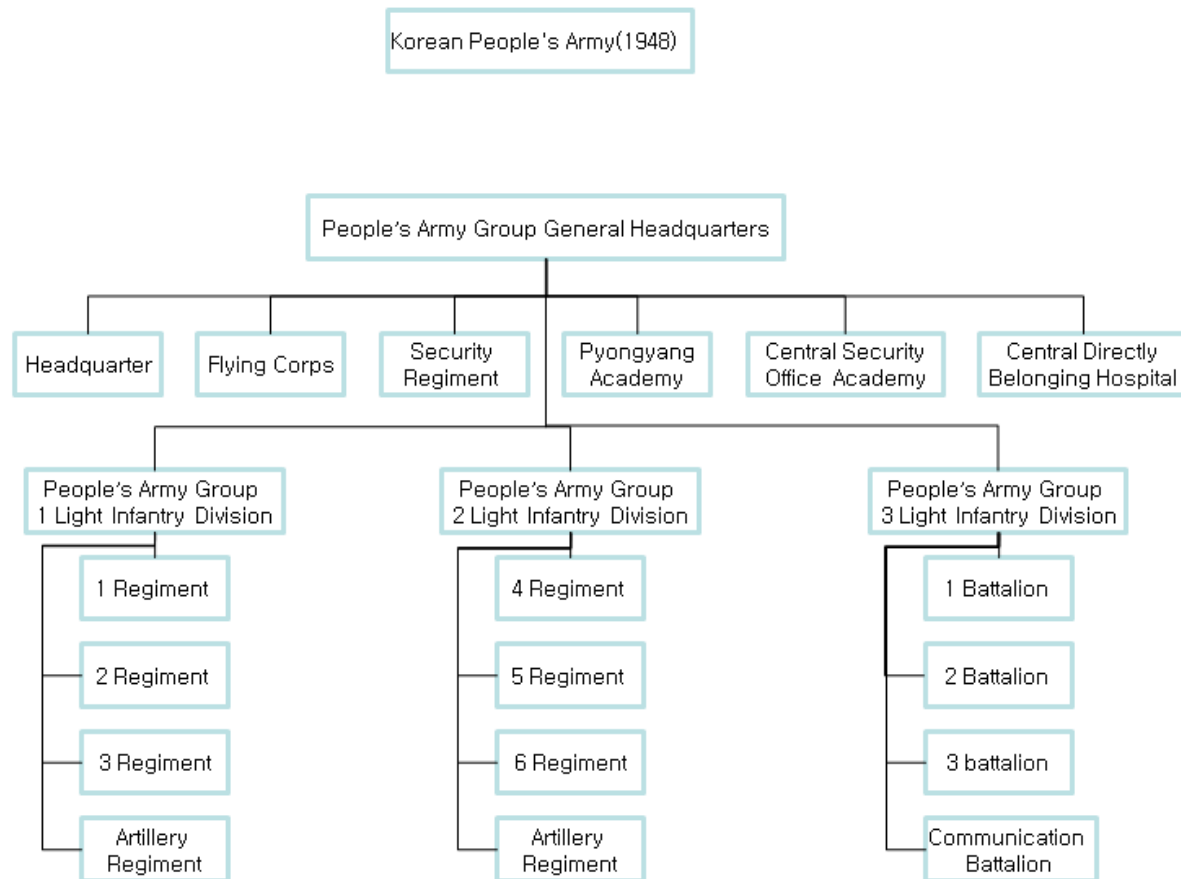 Korean People's Army(1948)
People's Army Group General Headquarters
Headquarter
Flying Corps
Security
Regiment
Pyongyang
Academy
Central Security
Office Academy
Central Directly
Belonging Hospital
People's Army Group
1 Light Infantry Division
People's Army Group
2 Light Infantry Division
People's Army Group
3 Light Infantry Division
1 Regiment
2 Regiment
3 Regiment
Artillery
Regiment
4 Regiment
5 Regiment
6 Regiment
Artillery
Regiment
1 Battalion
2 Battalion
3 battalion
Communication
Battalion